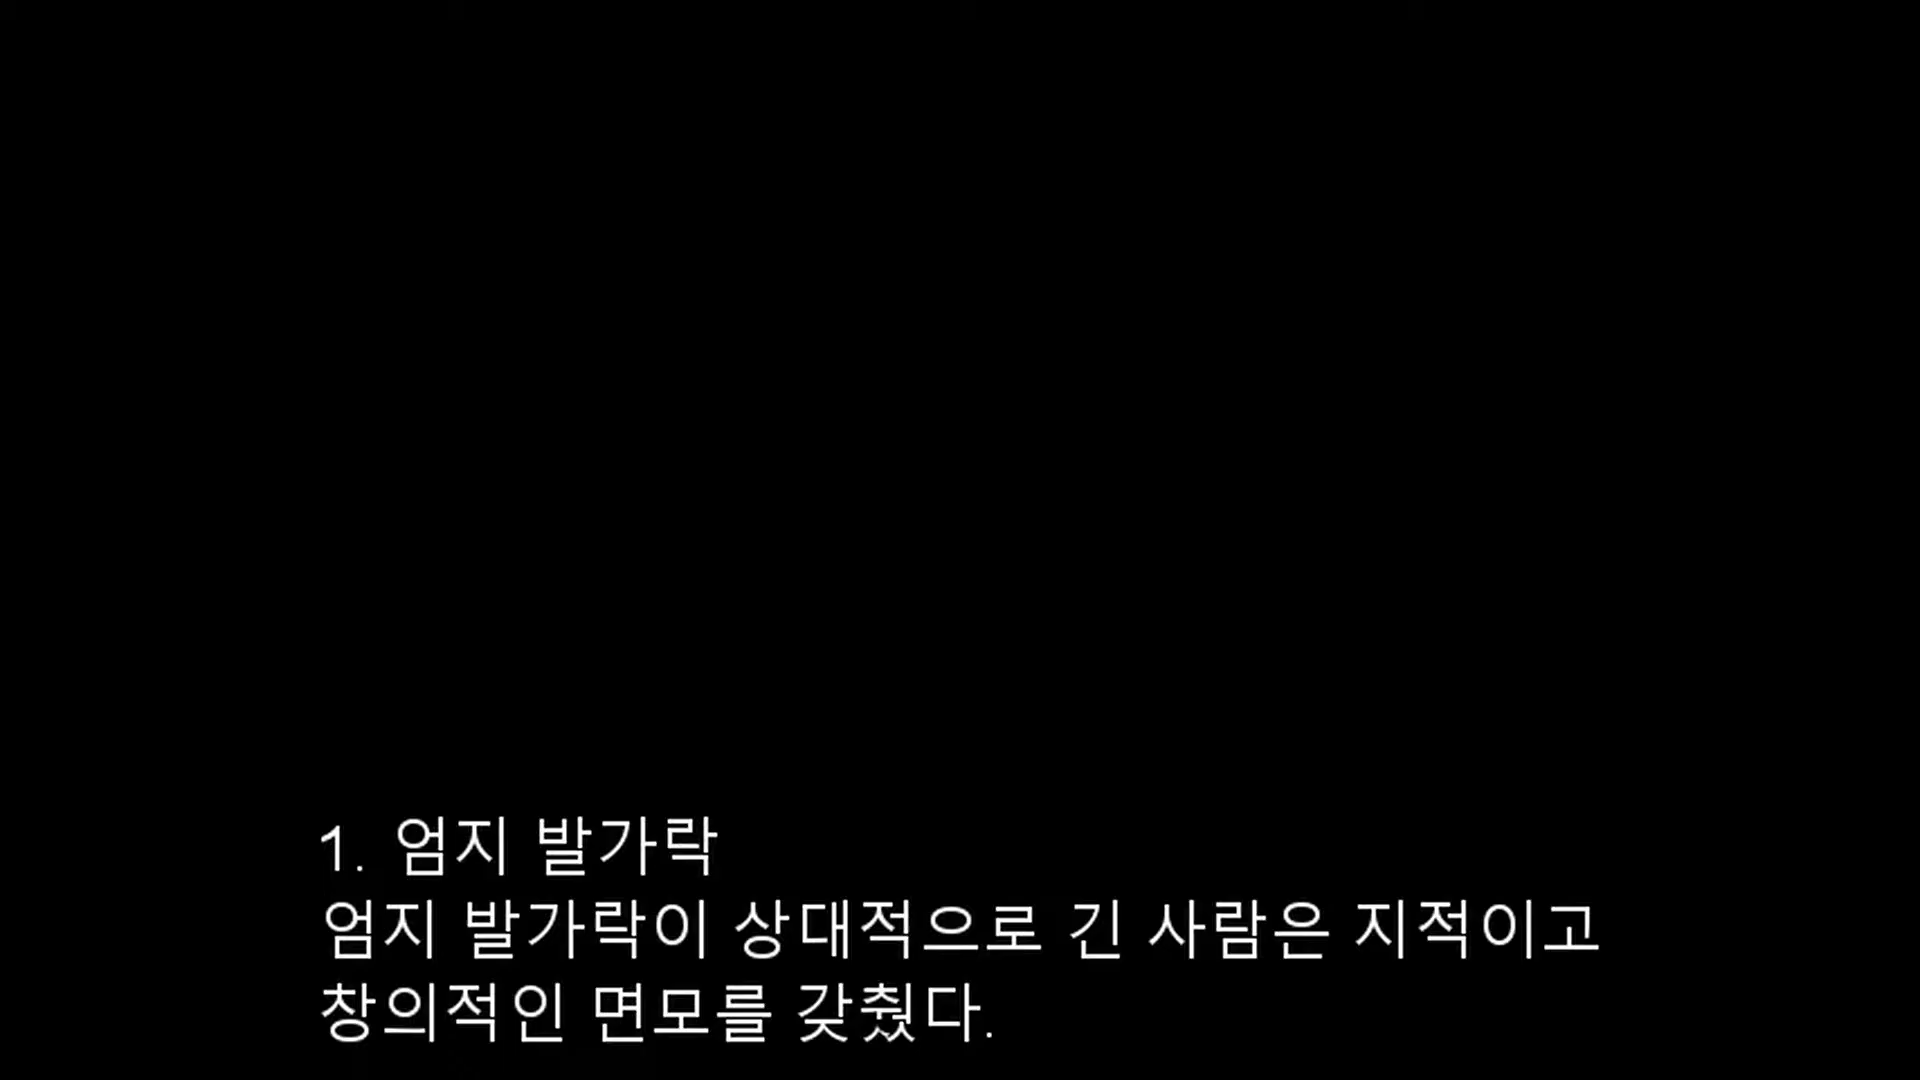 1. 엄지 발가락
엄지 발가락이 상대적으로 긴 사람은 지적이고
창의적인 면모를 갖췄다.